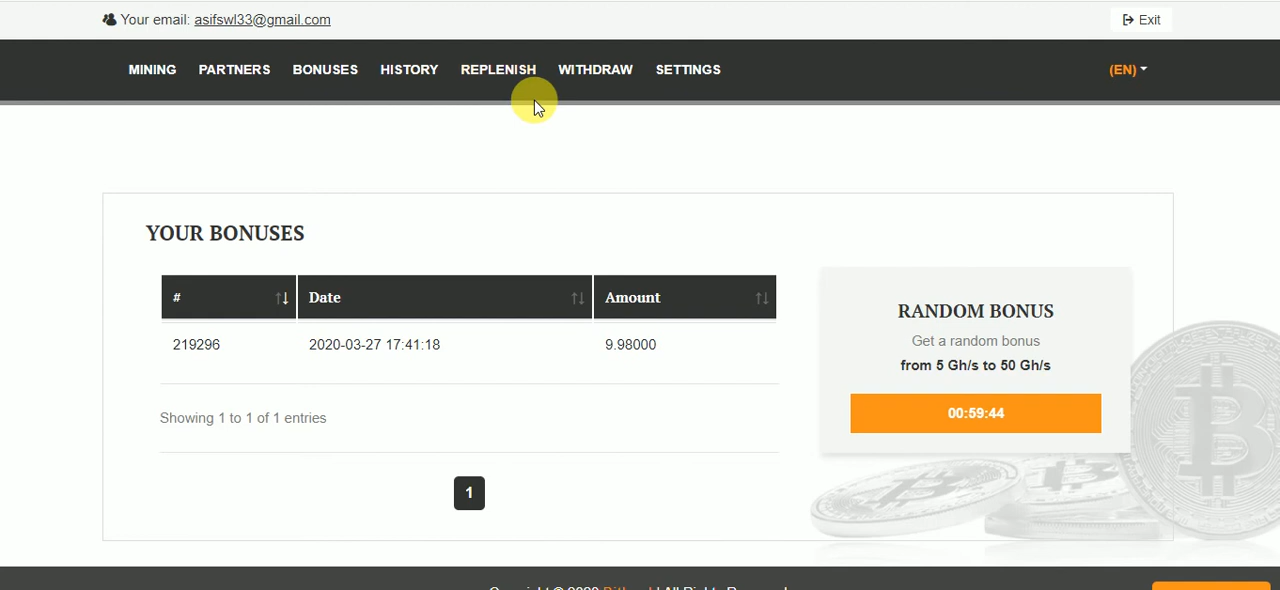 Your email: asifswl33@gmail.com
Exit
MINING PARTNERS BONUSES HISTORY REPLENISH WITHDRAW SETTINGS (EN)
YOUR BONUSES
# Date Amount
219296 2020-03-27 17:41:18 9.98000
Showing 1 to 1 of 1 entries
1
RANDOM BONUS
Get a random bonus
from 5 Gh/s to 50 Gh/s
00:59:44